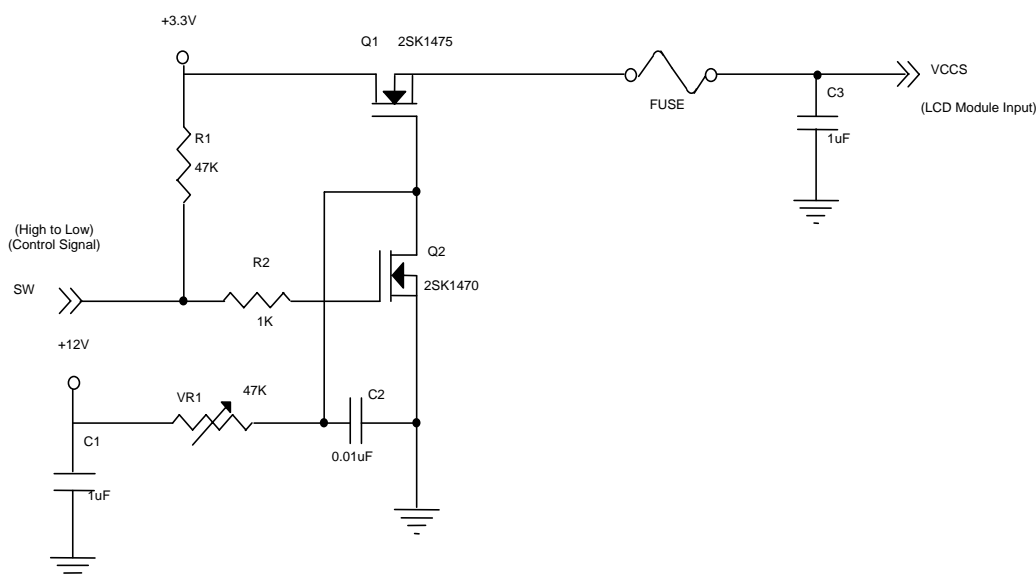 +3.3V
Q1 2SK1475
VCCS
(LCD Module Input)
FUSE
C3
1uF
R1
47K
(High to Low)
(Control Signal)
SW
R2
1K
Q2
2SK1470
+12V
VR1
47K
C2
0.01uF
C1
1uF